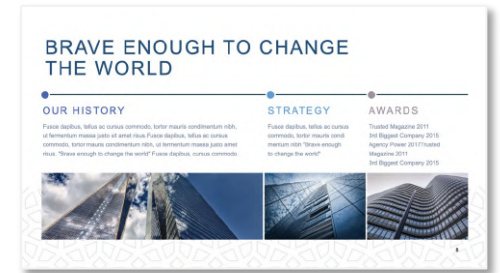 BRAVE ENOUGH TO CHANGE
THE WORLD
OUR HISTORY
Fusce dapibus, tellus ac cursus commodo, tortor mauris condimentum nibh,
ut fermentum massa justo sit amet risus.Fusce dapibus, tellus ac cursus
commodo, tortor mauris condimentum nibh, ut fermentum massa justo amet
risus. "Brave enough to change the world" Fusce dapibus, cursus commodo.
STRATEGY
Fusce dapibus, tellus ac cursus
commodo, tortor mauris condi
mentum nibh "Brave enough
to change the world"
AWARDS
Trusted Magazine 2011
3rd Biggest Company 2015
Agency Power 2017Trusted
Magazine 2011
3rd Biggest Company 2015
8